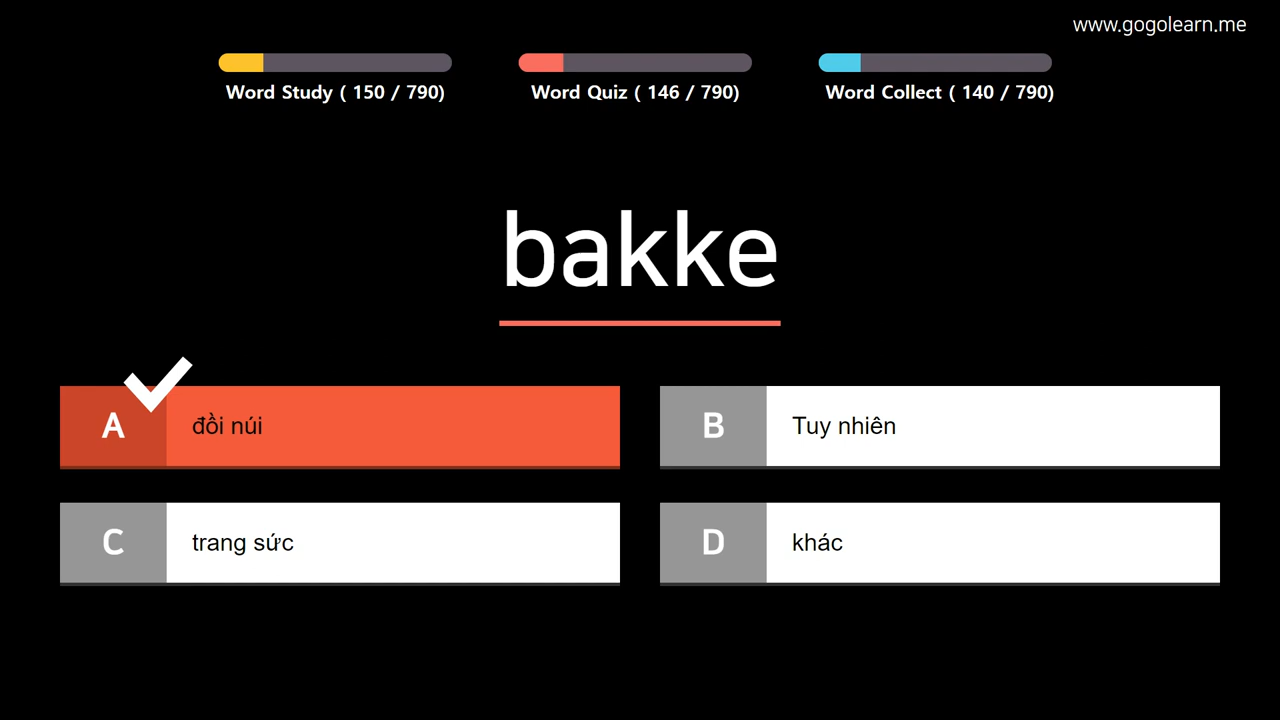 www.gogolearn.me
Word Study ( 150 / 790)
Word Quiz ( 146 / 790)
Word Collect ( 140 / 790)
bakke
A đồi núi
B Tuy nhiên
C trang sức
D khác